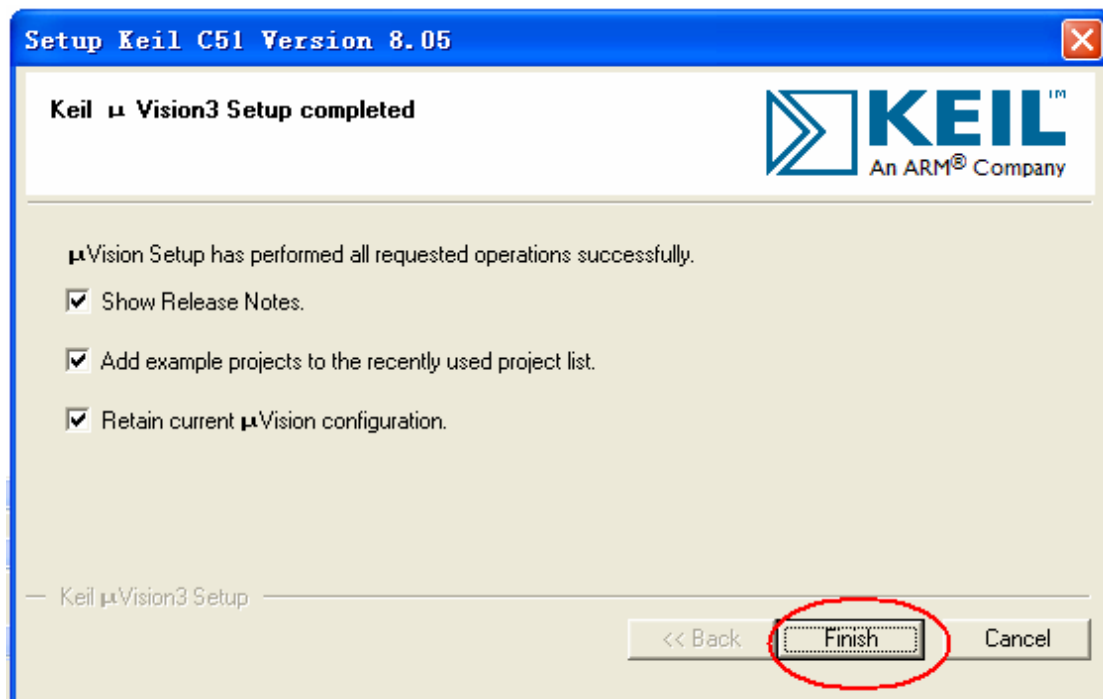 Setup Keil C51 Version 8.05
Keil μ Vision3 Setup completed
KEIL™
An ARM® Company
μVision Setup has performed all requested operations successfully.
Show Release Notes.
Add example projects to the recently used project list.
Retain current μVision configuration.
Keil μVision3 Setup
<< Back
Finish
Cancel